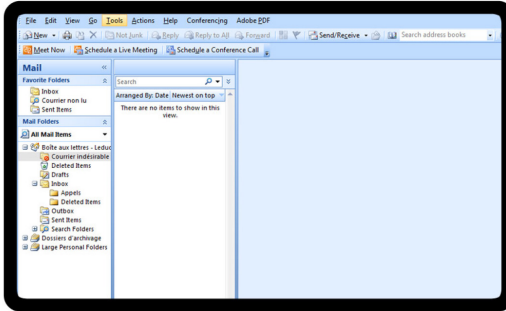 File Edit View Go Tools Actions Help Conferencing Adobe PDF
New Not Junk Reply Reply to All Forward Send/Receive Search address books
Meet Now Schedule a Live Meeting Schedule a Conference Call
Mail
Favorite Folders
Inbox
Courrier non lu
Sent Items
Mail Folders
All Mail Items
Boîte aux lettres - Leduc
Courrier indésirable
Deleted Items
Drafts
Inbox
Appels
Deleted Items
Outbox
Sent Items
Search Folders
Dossiers d'archivage
Large Personal Folders
Search
Arranged By: Date Newest on top
There are no items to show in this
view.